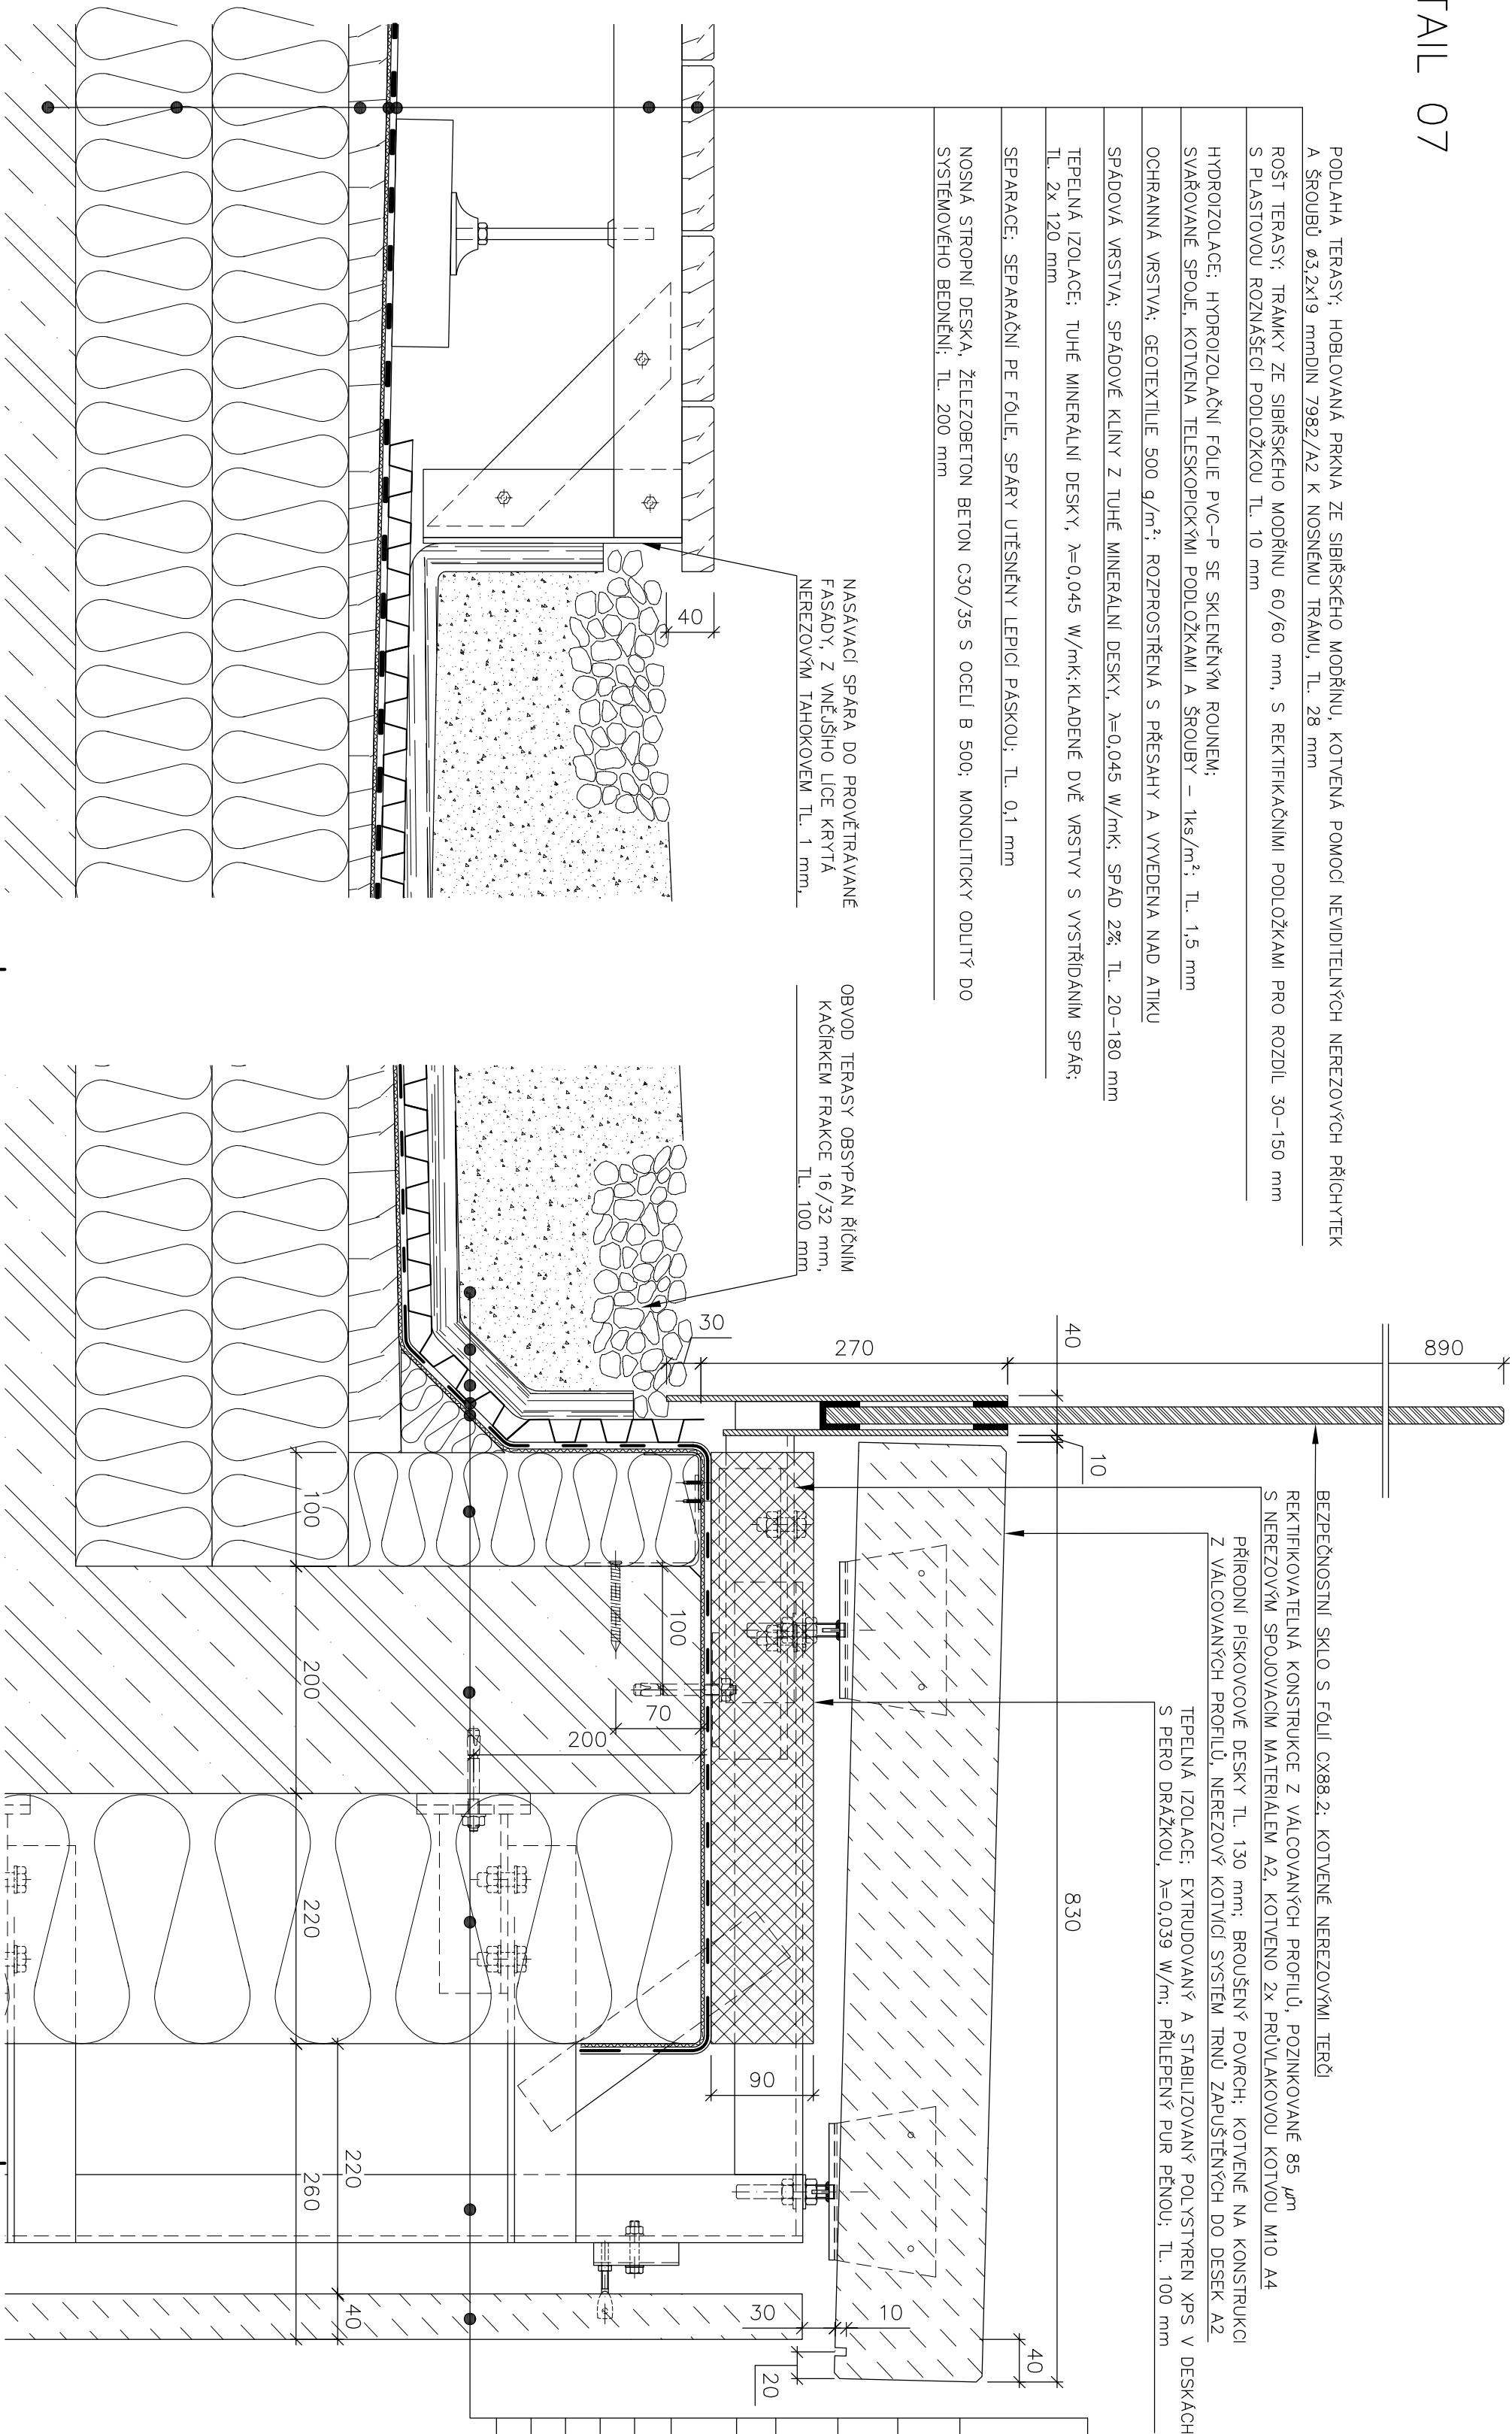 TAIL 07
PODLAHA TERASY; HOBLOVANÁ PRKNA ZE SIBIŘSKÉHO MODŘÍNU, KOTVENÁ POMOCÍ NEVIDITELNÝCH NEREZOVÝCH PŘÍCHYTEK
A ŠROUBŮ ø3,2x19 mmDIN 7982/A2 K NOSNÉMU TRÁMU, TL. 28 mm
ROŠT TERASY; TRÁMKY ZE SIBIŘSKÉHO MODŘÍNU 60/60 mm, S REKTIFIKAČNÍMI PODLOŽKAMI PRO ROZDÍL 30-150 mm
S PLASTOVOU ROZNÁŠECÍ PODLOŽKOU TL. 10 mm
HYDROIZOLACE; HYDROIZOLAČNÍ FÓLIE PVC-P SE SKLENĚNÝM ROUNEM;
SVAŘOVANÉ SPOJE, KOTVENA TELESKOPICKÝMI PODLOŽKAMI A ŠROUBY - 1ks/m²; TL. 1,5 mm
OCHRANNÁ VRSTVA; GEOTEXTÍLIE 500 g/m²; ROZPROSTŘENÁ S PŘESAHY A VYVEDENA NAD ATIKU
SPÁDOVÁ VRSTVA; SPÁDOVÉ KLÍNY Z TUHÉ MINERÁLNÍ DESKY, λ=0,045 W/mK; SPÁD 2%; TL. 20-180 mm
TEPELNÁ IZOLACE; TUHÉ MINERÁLNÍ DESKY, λ=0,045 W/mK;KLADENÉ DVĚ VRSTVY S VYSTŘÍDÁNÍM SPÁR;
TL. 2x 120 mm
SEPARACE; SEPARAČNÍ PE FÓLIE, SPÁRY UTĚSNĚNY LEPICÍ PÁSKOU; TL. 0,1 mm
NOSNÁ STROPNÍ DESKA, ŽELEZOBETON BETON C30/35 S OCELÍ B 500; MONOLITICKY ODLITÝ DO
SYSTÉMOVÉHO BEDNĚNÍ; TL. 200 mm
NASÁVACÍ SPÁRA DO PROVĚTRÁVANÉ
FASÁDY, Z VNĚJŠÍHO LÍCE KRYTÁ
NEREZOVÝM TAHOKOVEM TL. 1 mm,
40
OBVOD TERASY OBSYPÁN ŘÍČNÍM
KAČÍRKEM FRAKCE 16/32 mm,
TL. 100 mm
890
270
30
40
10
BEZPEČNOSTNÍ SKLO S FÓLIÍ CX88.2; KOTVENÉ NEREZOVÝMI TERČI
REKTIFIKOVATELNÁ KONSTRUKCE Z VÁLCOVANÝCH PROFILŮ, POZINKOVANÉ 85 μm
S NEREZOVÝM SPOJOVACÍM MATERIÁLEM A2, KOTVENO 2x PRŮVLAKOVOU KOTVOU M10 A4
PŘÍRODNÍ PÍSKOVCOVÉ DESKY TL. 130 mm; BROUŠENÝ POVRCH; KOTVENÉ NA KONSTRUKCI
Z VÁLCOVANÝCH PROFILŮ, NEREZOVÝ KOTVÍCÍ SYSTÉM TRNŮ ZAPUŠTĚNÝCH DO DESEK A2
TEPELNÁ IZOLACE; EXTRUDOVANÝ A STABILIZOVANÝ POLYSTYREN XPS V DESKÁCH
S PERO DRÁŽKOU, λ=0,039 W/m; PŘILEPENÝ PUR PĚNOU; TL. 100 mm
830
100
70
200
90
30
10
40
20
100
200
220
260
220
40